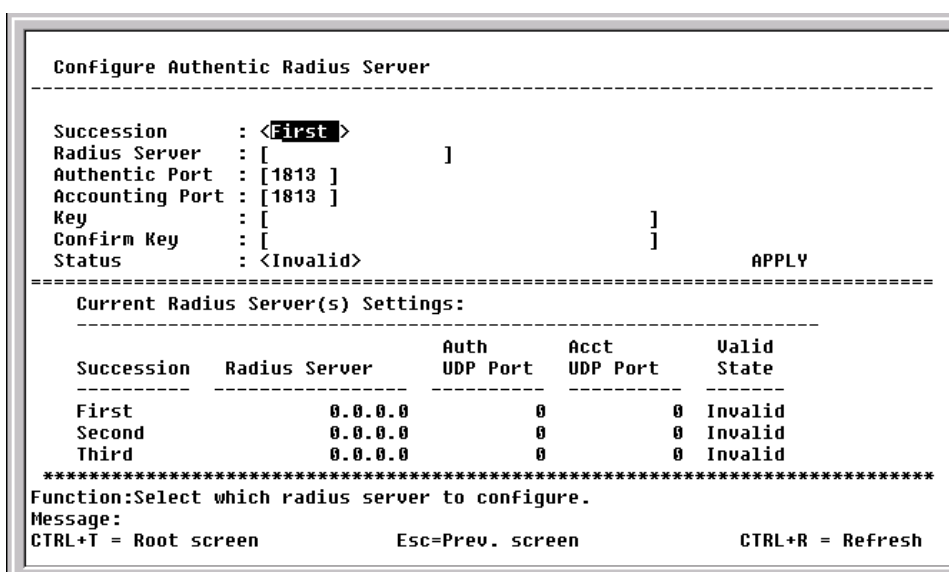 Configure Authentic Radius Server
--------------------------------------------------------------------------------
Succession      : <First >
Radius Server   : [                ]
Authentic Port  : [1813 ]
Accounting Port : [1813 ]
Key             : [                                ]
Confirm Key     : [                                ]
Status          : <Invalid>                                  APPLY
================================================================================
Current Radius Server(s) Settings:
------------------------------------------------------------------
                                Auth       Acct         Valid
Succession   Radius Server      UDP Port   UDP Port     State
----------  -----------------  ----------  ----------  -------
First                 0.0.0.0           0           0  Invalid
Second                0.0.0.0           0           0  Invalid
Third                 0.0.0.0           0           0  Invalid
*******************************************************************************
Function:Select which radius server to configure.
Message:
CTRL+T = Root screen            Esc=Prev. screen              CTRL+R = Refresh